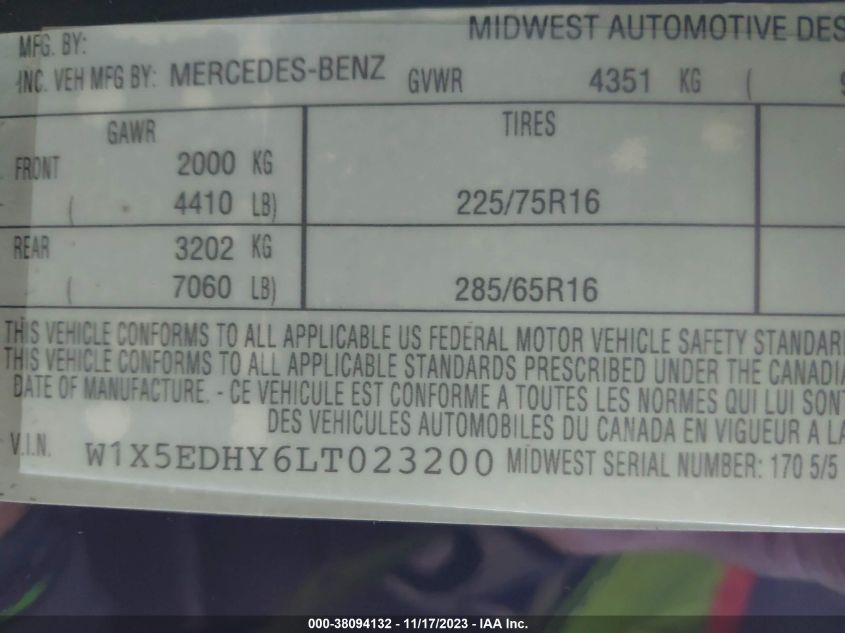 MFG. BY: MIDWEST AUTOMOTIVE DES
INC. VEH MFG BY: MERCEDES-BENZ GVWR 4351 KG (
GAWR TIRES
FRONT 2000 KG
( 4410 LB) 225/75R16
REAR 3202 KG
( 7060 LB) 285/65R16
THIS VEHICLE CONFORMS TO ALL APPLICABLE US FEDERAL MOTOR VEHICLE SAFETY STANDAR
THIS VEHICLE CONFORMS TO ALL APPLICABLE STANDARDS PRESCRIBED UNDER THE CANADIA
DATE OF MANUFACTURE. - CE VEHICULE EST CONFORME A TOUTES LES NORMES QUI LUI SONT
DES VEHICULES AUTOMOBILES DU CANADA EN VIGUEUR A LA
V.I.N. W1X5EDHY6LT023200 MIDWEST SERIAL NUMBER: 170 5/5
000-38094132 - 11/17/2023 - IAA Inc.